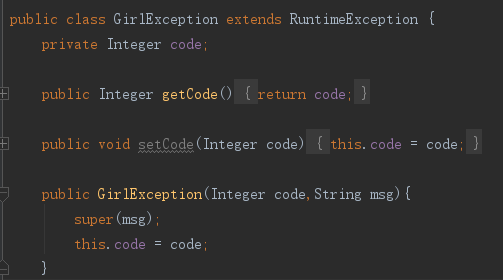 public class GirlException extends RuntimeException {
private Integer code;
public Integer getCode() { return code; }
public void setCode(Integer code) { this.code = code; }
public GirlException(Integer code,String msg){
super(msg);
this.code = code;
}